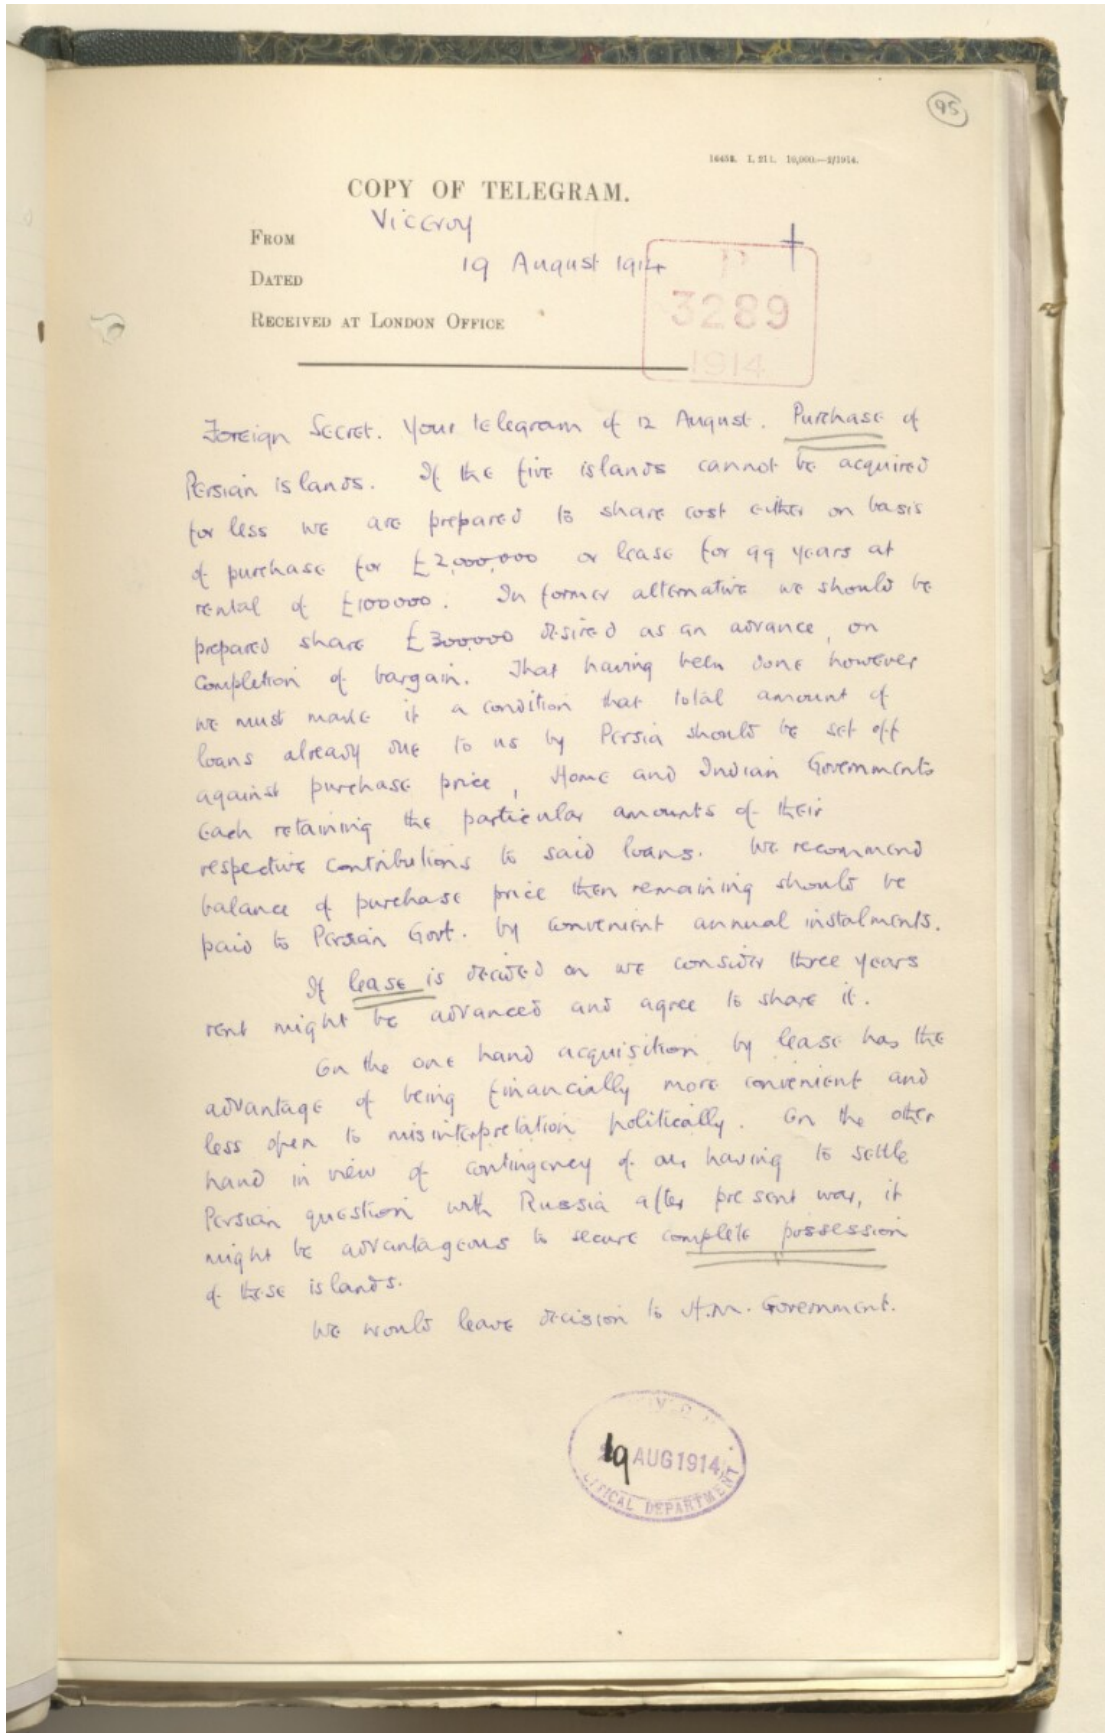 95
16453. I. 211. 10,000.—2/1914.
COPY OF TELEGRAM.
FROM Viceroy
DATED 19 August 1914
RECEIVED AT LONDON OFFICE
P
3289
1914
Foreign Secret. Your telegram of 12 August. Purchase of
Persian islands. If the five islands cannot be acquired
for less we are prepared to share cost either on basis
of purchase for £2,000,000 or lease for 99 years at
rental of £100000. In former alternative we should be
prepared share £300,000 desired as an advance, on
completion of bargain. That having been done however
we must make it a condition that total amount of
loans already due to us by Persia should be set off
against purchase price, Home and Indian Governments
each retaining the particular amounts of their
respective contributions to said loans. We recommend
balance of purchase price then remaining should be
paid to Persian Govt. by convenient annual instalments.
If lease is decided on we consider three years
rent might be advanced and agree to share it.
On the one hand acquisition by lease has the
advantage of being financially more convenient and
less open to misinterpretation politically. On the other
hand in view of contingency of our having to settle
Persian question with Russia after present war, it
might be advantageous to secure complete possession
of these islands.
We would leave decision to H.M. Government.
19 AUG 1914
DEPARTMENT